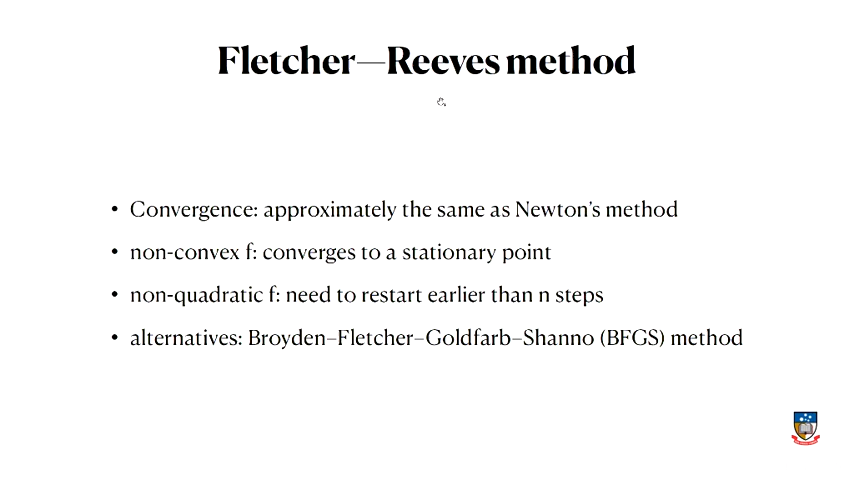 Fletcher—Reeves method
• Convergence: approximately the same as Newton's method
• non-convex f: converges to a stationary point
• non-quadratic f: need to restart earlier than n steps
• alternatives: Broyden–Fletcher–Goldfarb–Shanno (BFGS) method